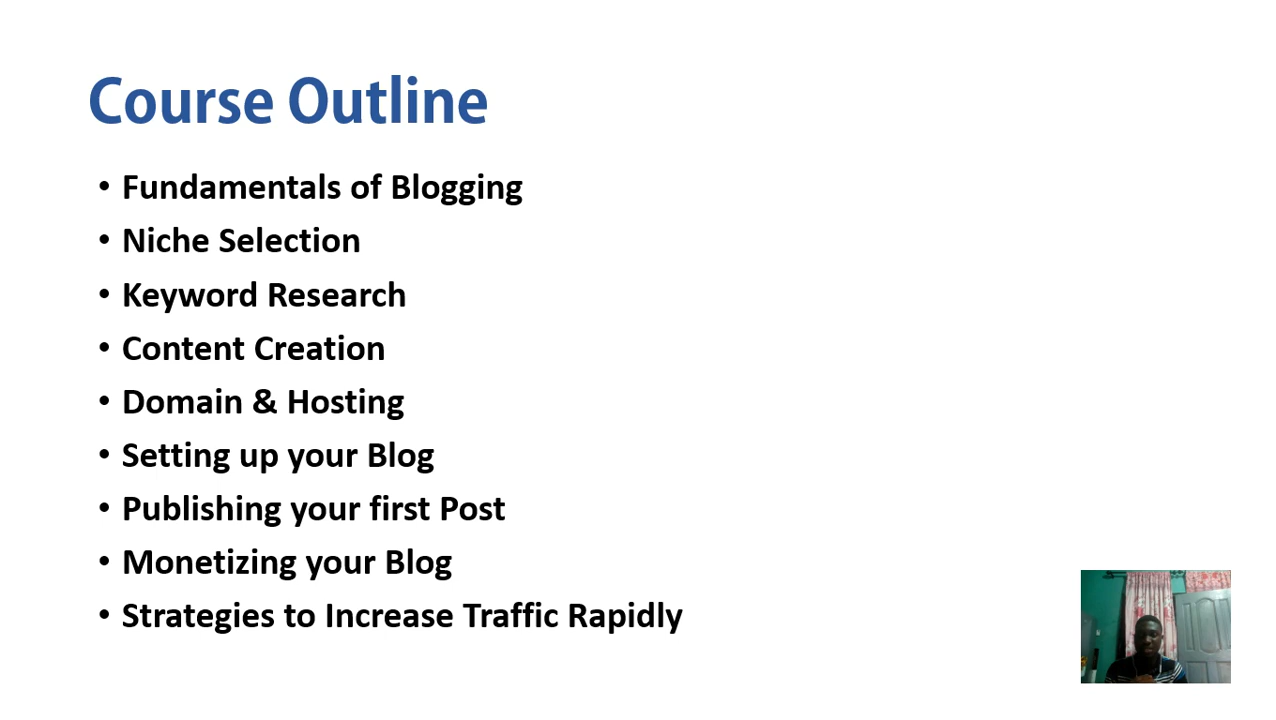 Course Outline
• Fundamentals of Blogging
• Niche Selection
• Keyword Research
• Content Creation
• Domain & Hosting
• Setting up your Blog
• Publishing your first Post
• Monetizing your Blog
• Strategies to Increase Traffic Rapidly